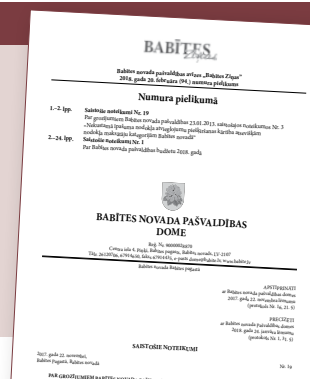 BABĪTES
Ziņas
Babītes novada pašvaldības avīzes „Babītes Ziņas”
2018. gada 20. februāra (94.) numura pielikums
Numura pielikumā
1.–2. lpp. Saistošie noteikumi Nr. 19
Par grozījumiem Babītes novada pašvaldības 23.01.2013. saistošajos noteikumos Nr. 3
«Nekustamā īpašuma nodokļa atvieglojumu piešķiršanas kārtība atsevišķām
nodokļu maksātāju kategorijām Babītes novadā”
2.–24. lpp. Saistošie noteikumi Nr. 1
Par Babītes novada pašvaldības budžetu 2018. gadā
BABĪTES NOVADA PAŠVALDĪBAS
DOME
Reģ. Nr.
Centra iela 4, Piņķi, Babītes pagasts, Babītes novads, LV-2107
Babītes novada Babītes pagastā
APSTIPRINĀTI
ar Babītes novada pašvaldības domes
2017. gada 22. novembra lēmumu
PRECIZĒTI
ar Babītes novada pašvaldības domes
2018. gada 24. janvāra lēmumu
SAISTOŠIE NOTEIKUMI
2017. gada 22. novembrī, Nr. 19
Babītes novada Babītes pagastā
PAR GROZĪJUMIEM BABĪTES NOVADA